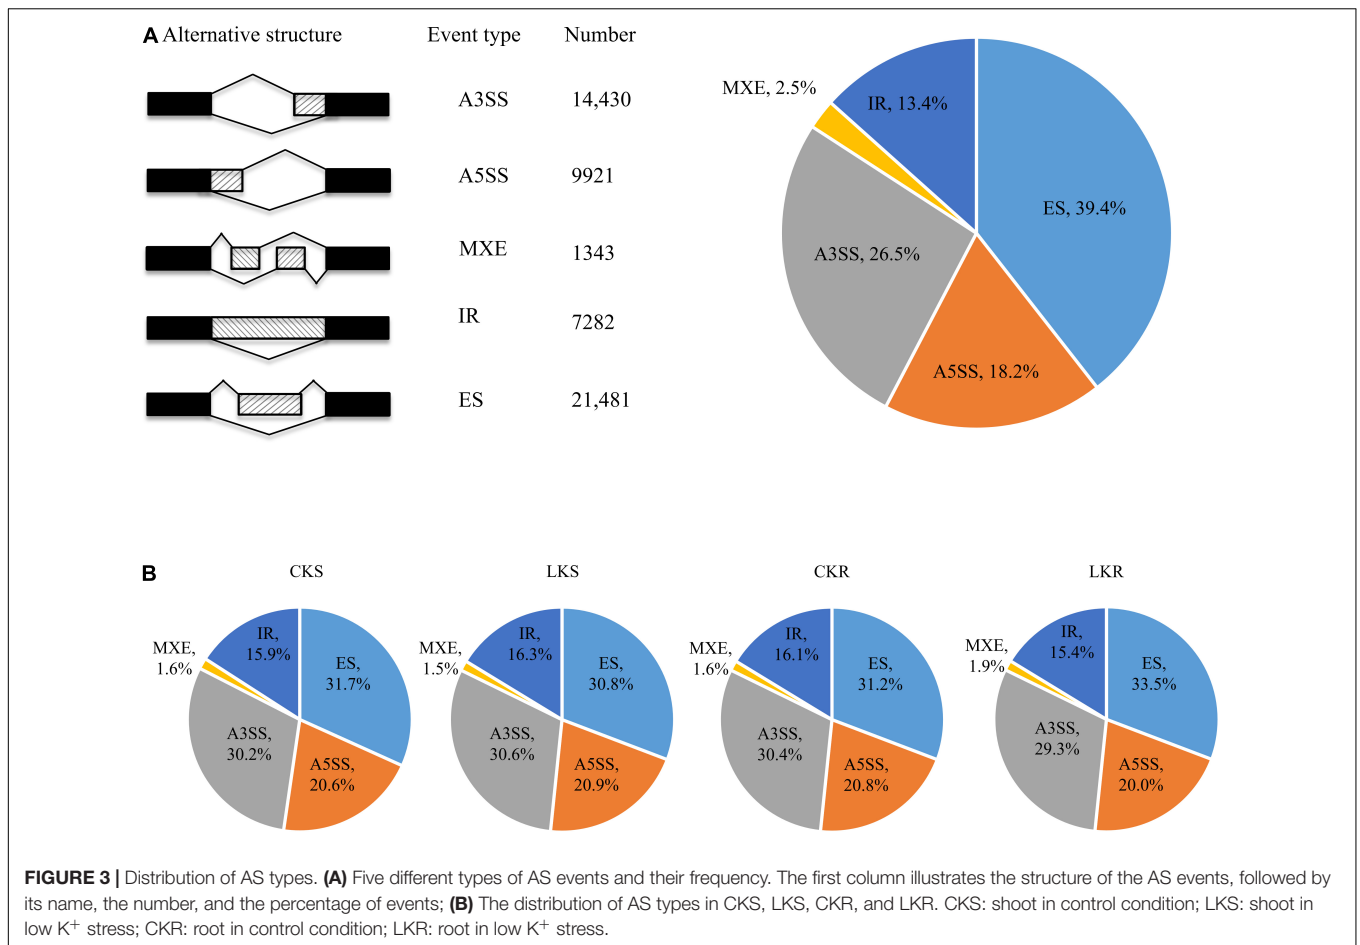 A Alternative structure Event type Number
A3SS 14,430
A5SS 9921
MXE 1343
IR 7282
ES 21,481
MXE, 2.5%
IR, 13.4%
ES, 39.4%
A3SS, 26.5%
A5SS, 18.2%
B
CKS
IR,
15.9%
MXE,
1.6%
ES,
31.7%
A3SS,
30.2%
A5SS,
20.6%
LKS
IR,
16.3%
MXE,
1.5%
ES,
30.8%
A3SS,
30.6%
A5SS,
20.9%
CKR
IR,
16.1%
MXE,
1.6%
ES,
31.2%
A3SS,
30.4%
A5SS,
20.8%
LKR
IR,
15.4%
MXE,
1.9%
ES,
33.5%
A3SS,
29.3%
A5SS,
20.0%
FIGURE 3 | Distribution of AS types. (A) Five different types of AS events and their frequency. The first column illustrates the structure of the AS events, followed by
its name, the number, and the percentage of events; (B) The distribution of AS types in CKS, LKS, CKR, and LKR. CKS: shoot in control condition; LKS: shoot in
low K⁺ stress; CKR: root in control condition; LKR: root in low K⁺ stress.